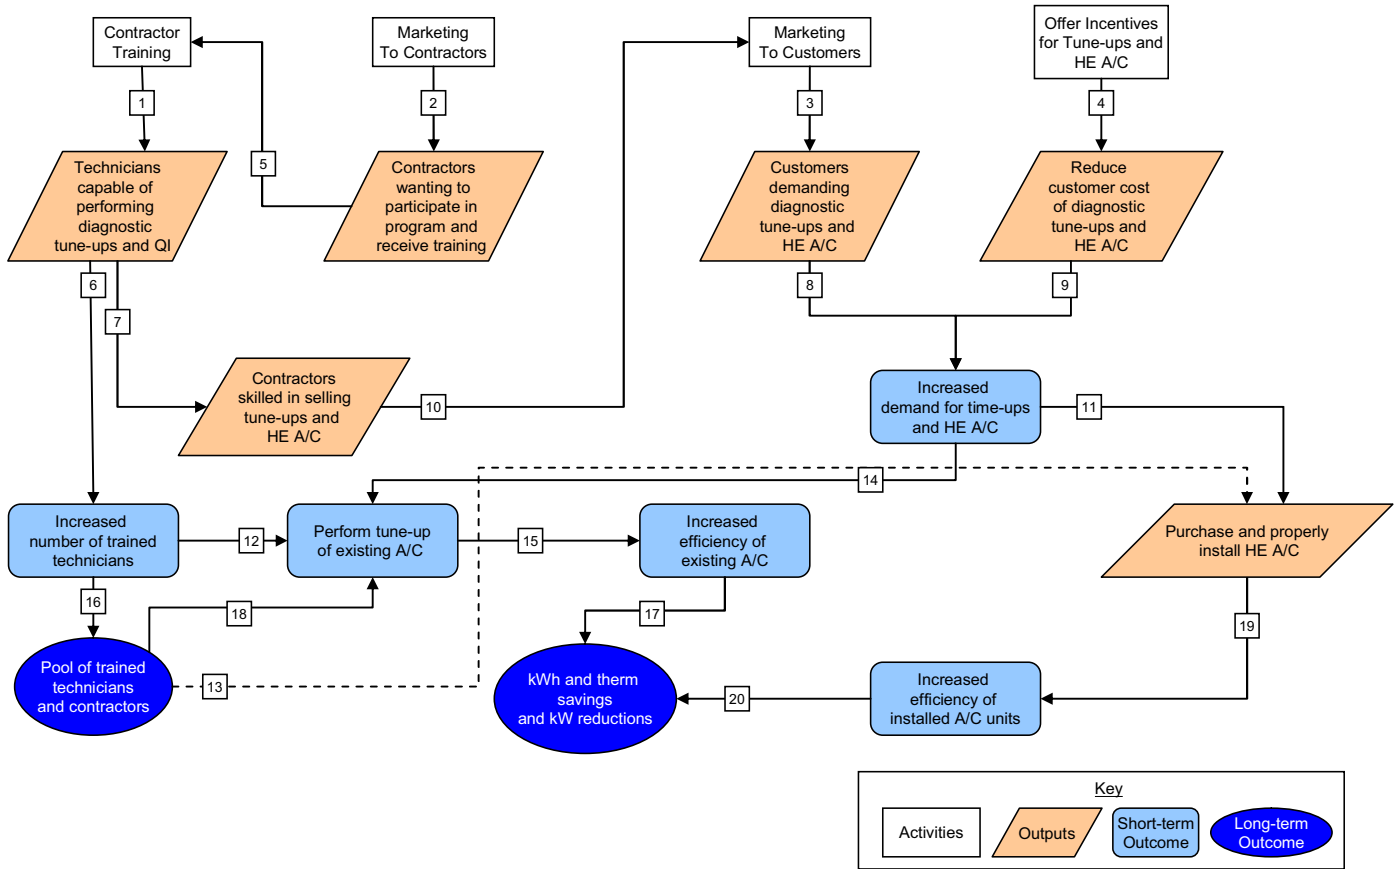 Contractor
Training
Marketing
To Contractors
Marketing
To Customers
Offer Incentives
for Tune-ups and
HE A/C
1
2
3
4
5
Technicians
capable of
performing
diagnostic
tune-ups and QI
Contractors
wanting to
participate in
program and
receive training
Customers
demanding
diagnostic
tune-ups and
HE A/C
Reduce
customer cost
of diagnostic
tune-ups and
HE A/C
6
7
8
9
Contractors
skilled in selling
tune-ups and
HE A/C
10
Increased
demand for time-ups
and HE A/C
11
14
Increased
number of trained
technicians
12
Perform tune-up
of existing A/C
15
Increased
efficiency of
existing A/C
Purchase and properly
install HE A/C
16
18
17
19
Pool of trained
technicians
and contractors
13
kWh and therm
savings
and kW reductions
20
Increased
efficiency of
installed A/C units
Key
Activities
Outputs
Short-term
Outcome
Long-term
Outcome